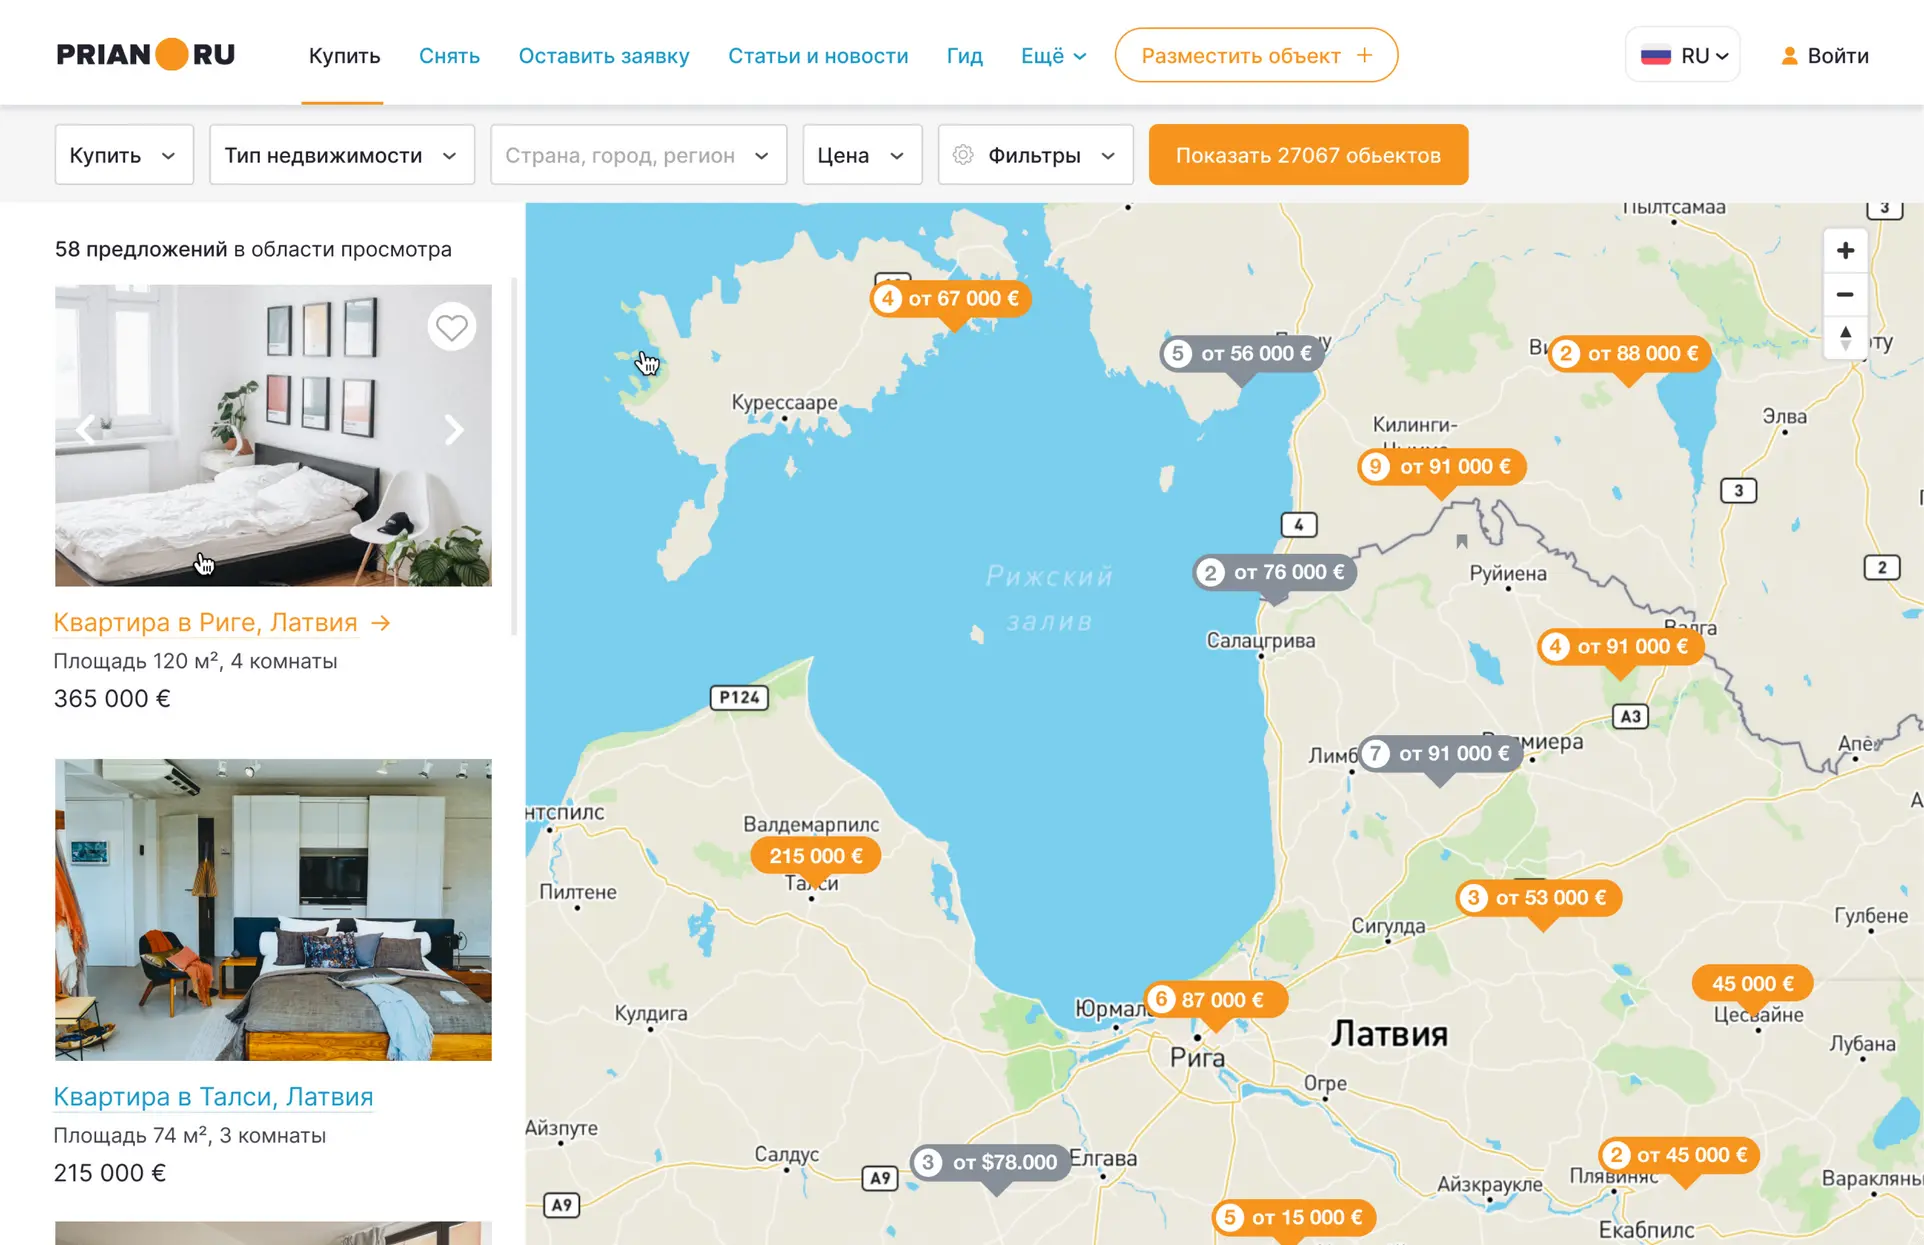 PRIAN RU
Купить
Снять
Оставить заявку
Статьи и новости
Гид
Ещё
Разместить объект +
RU
Войти
Купить
Тип недвижимости
Страна, город, регион
Цена
Фильтры
Показать 27067 обьектов
58 предложений в области просмотра
Квартира в Риге, Латвия →
Площадь 120 м², 4 комнаты
365 000 €
Квартира в Талси, Латвия
Площадь 74 м², 3 комнаты
215 000 €
Пылтсамаа
3
4 от 67 000 €
5 от 56 000 €
2 от 88 000 €
Курессааре
Элва
Килинги-
9 от 91 000 €
3
4
Рижский
залив
2 от 76 000 €
Руйиена
2
Салацгрива
Валга
4 от 91 000 €
P124
A3
Лимб
7 от 91 000 €
миера
Апе
нтспилс
Валдемарпилс
215 000 €
Талси
Пилтене
3 от 53 000 €
Сигулда
Гулбене
45 000 €
Цесвайне
Кулдига
Юрмала
6 87 000 €
Латвия
Рига
Лубана
Огре
Айзпуте
Салдус
3 от $78.000
Елгава
A9
A9
Айзкраукле
2 от 45 000 €
Плявиняс
Варакляны
5 от 15 000 €
Екабпилс